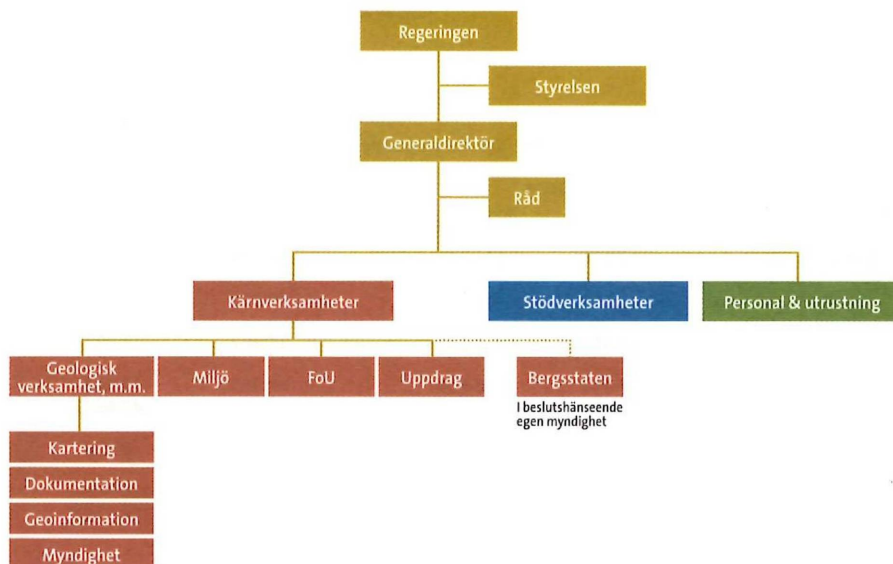 Regeringen
Styrelsen
Generaldirektör
Råd
Kärnverksamheter
Stödverksamheter
Personal & utrustning
Geologisk
verksamhet, m.m.
Miljö
FoU
Uppdrag
Bergsstaten
I beslutshänseende
egen myndighet
Kartering
Dokumentation
Geoinformation
Myndighet